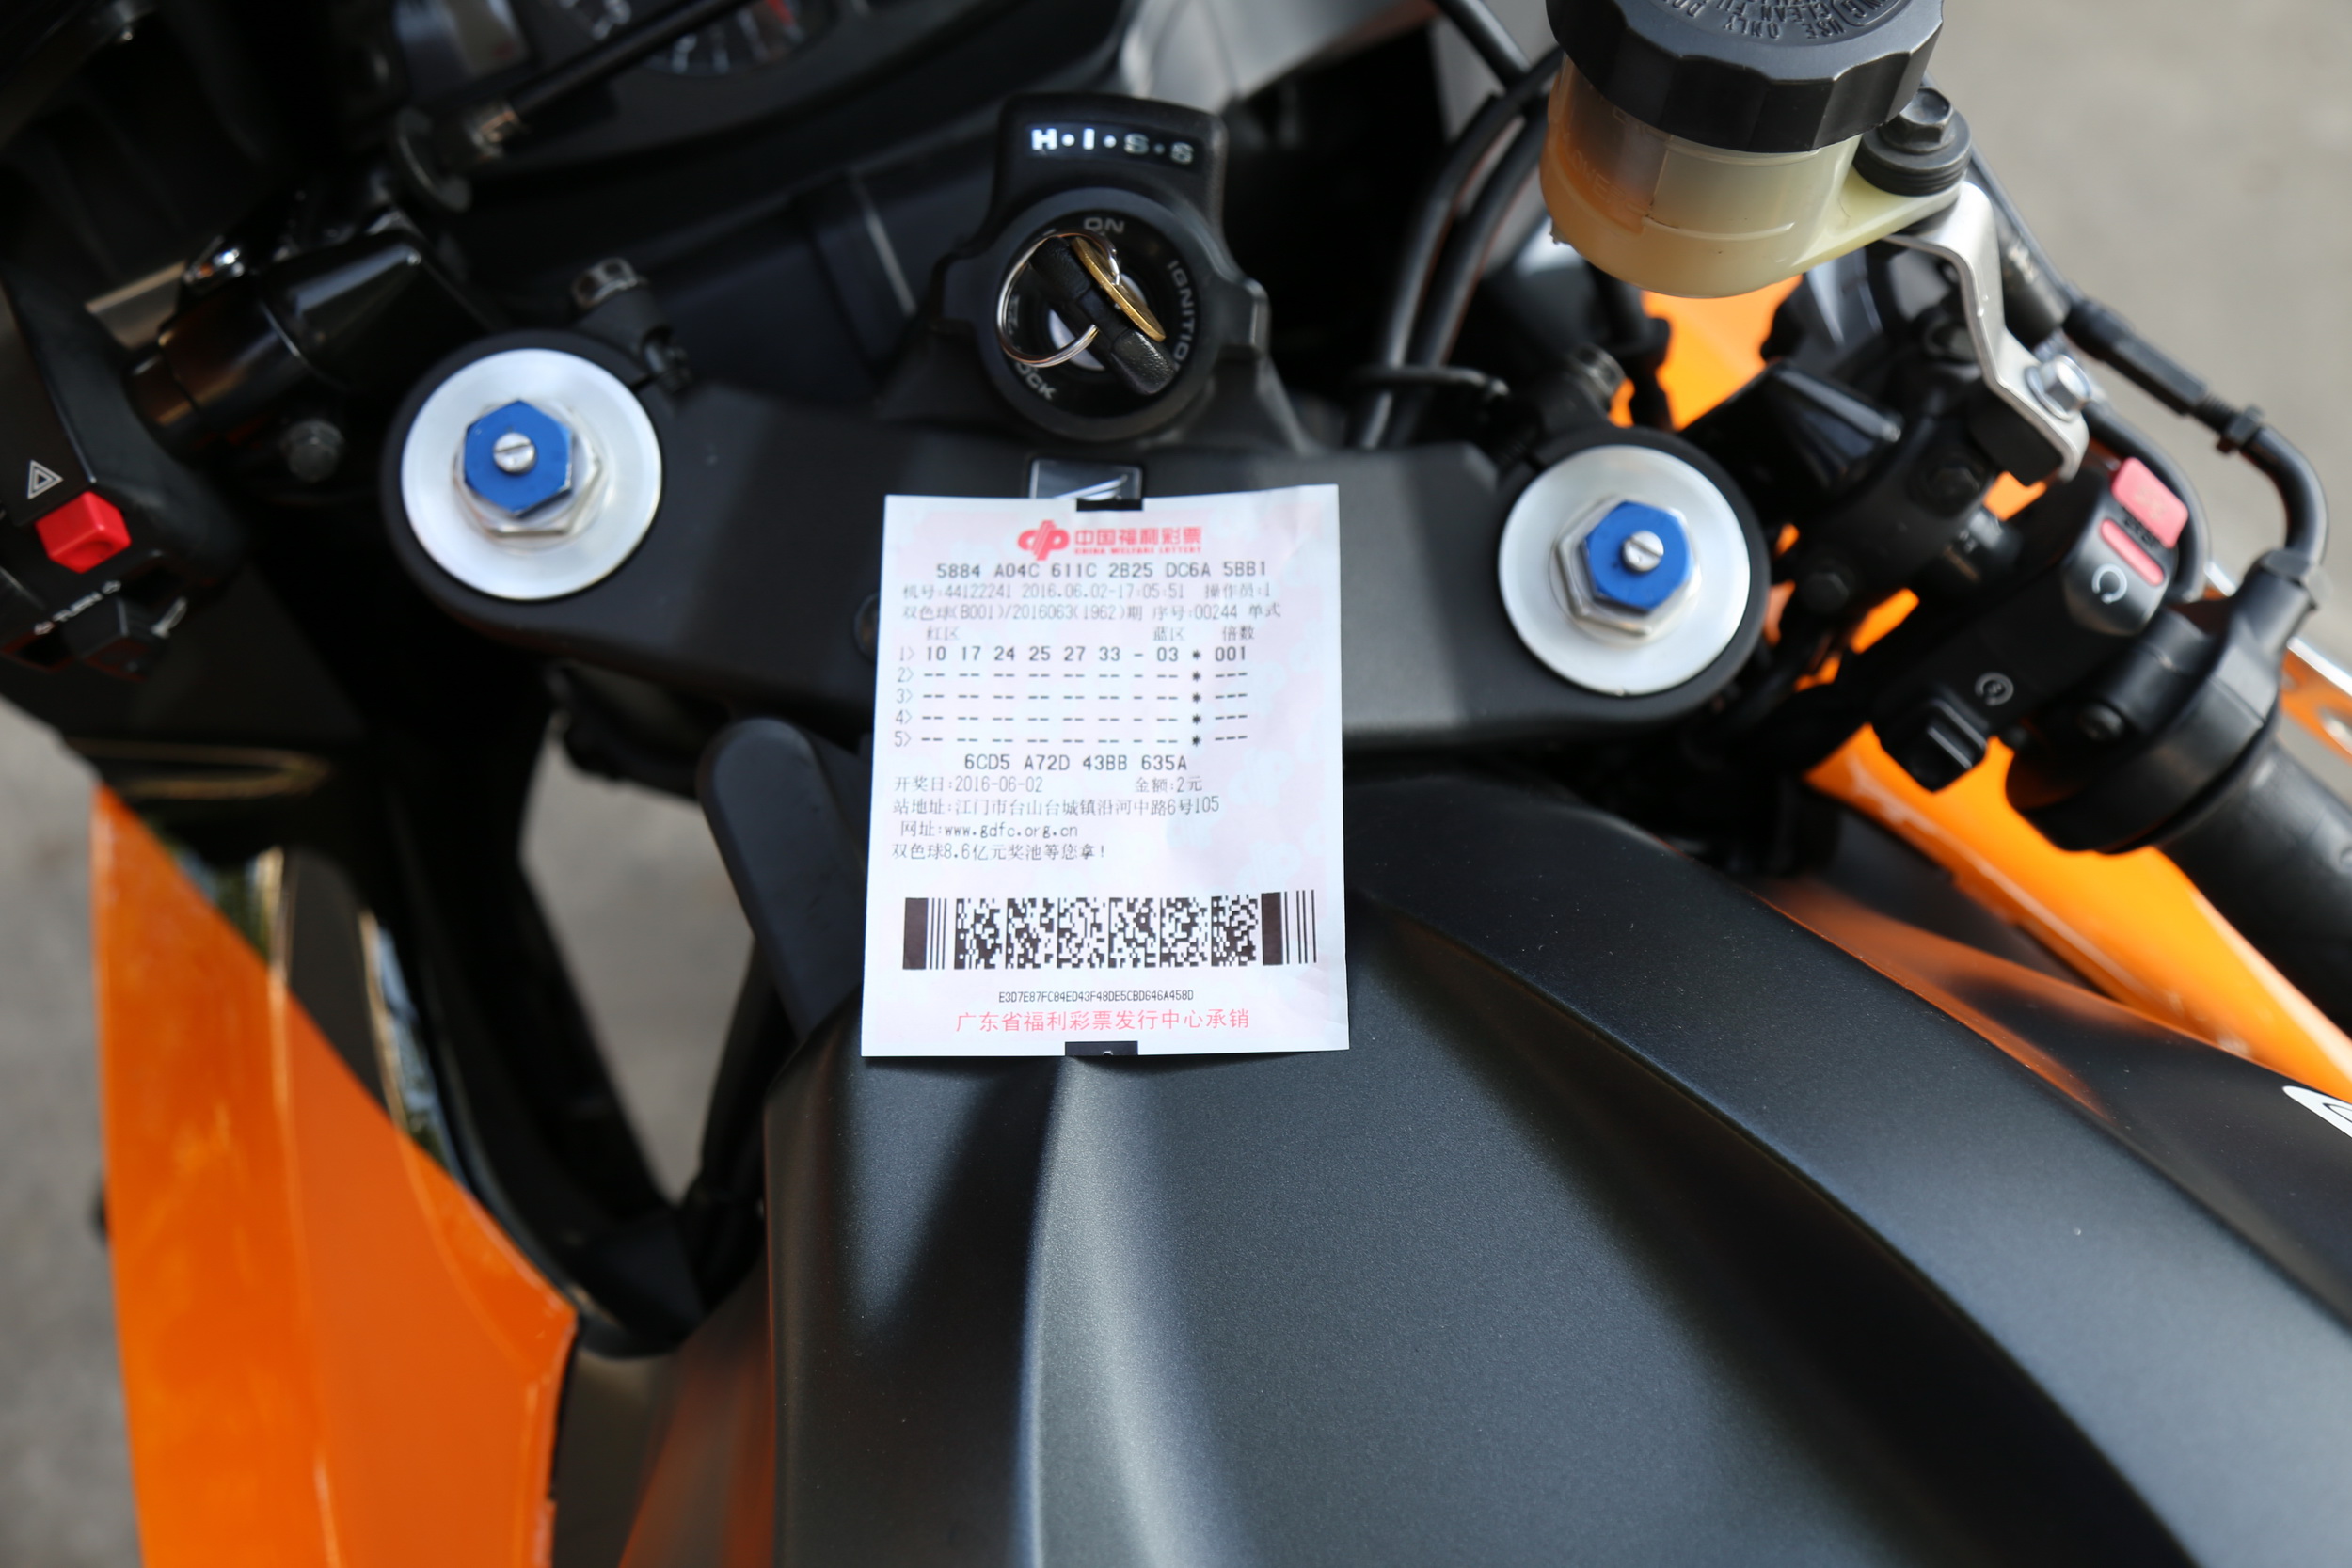 H·I·S·S
ON
IGNITIO
LOCK
TURN
中国福利彩票
CHINA WELFARE LOTTERY
5884 A04C 611C 2B25 DC6A 5BB1
机号:44122241 2016.06.02-17:05:51 操作员:1
双色球(B001)/2016063(1962)期 序号:00244 单式
红区 蓝区 倍数
1> 10 17 24 25 27 33 - 03 * 001
2> -- -- -- -- -- -- - -- * ---
3> -- -- -- -- -- -- - -- * ---
4> -- -- -- -- -- -- - -- * ---
5> -- -- -- -- -- -- - -- * ---
6CD5 A72D 43BB 635A
开奖日:2016-06-02 金额:2元
站地址:江门市台山台城镇沿河中路6号105
网址:www.gdfc.org.cn
双色球8.6亿元奖池等您拿!
E3D7E87FC84ED43F48DE5CBD646A458D
广东省福利彩票发行中心承销